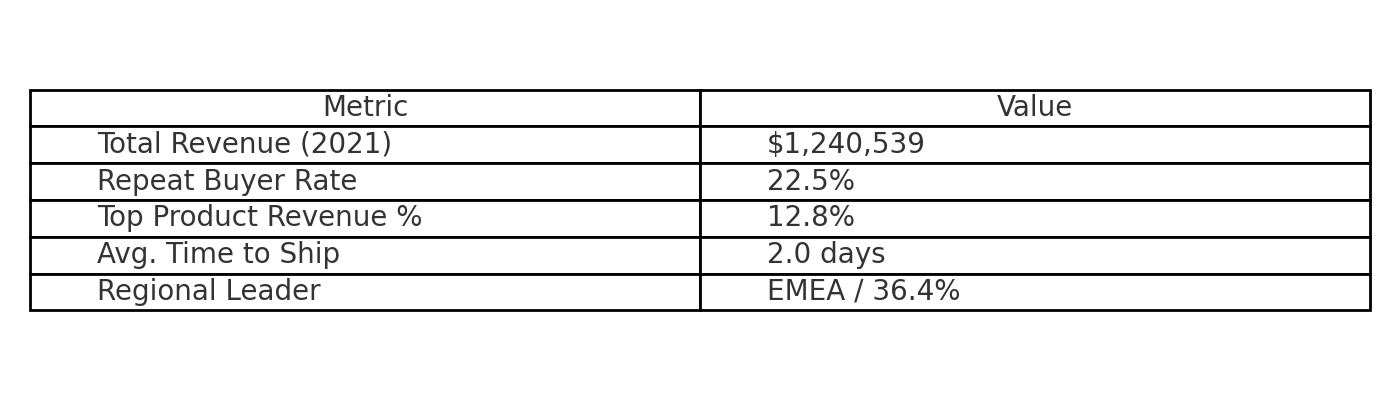 Metric Value
Total Revenue (2021) $1,240,539
Repeat Buyer Rate 22.5%
Top Product Revenue % 12.8%
Avg. Time to Ship 2.0 days
Regional Leader EMEA / 36.4%